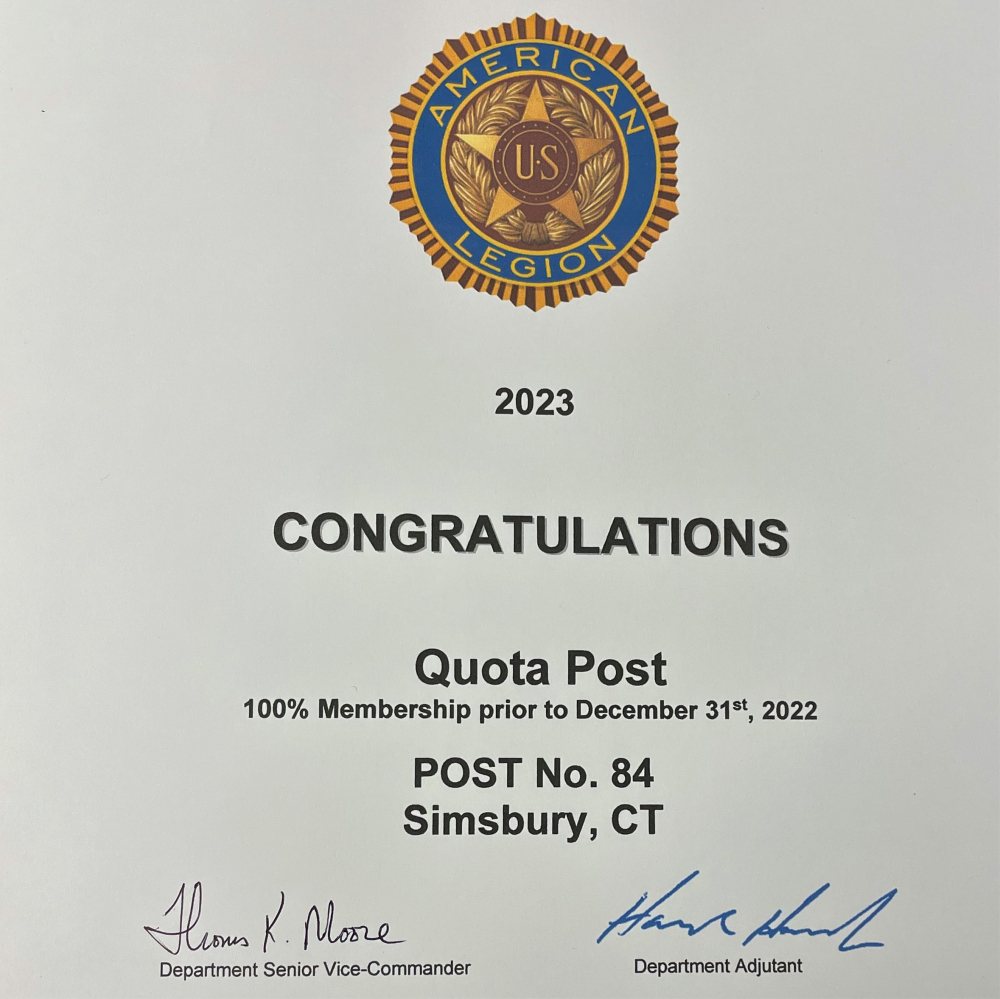 AMERICAN
U·S
LEGION
2023
CONGRATULATIONS
Quota Post
100% Membership prior to December 31st, 2022
POST No. 84
Simsbury, CT
Thomas K. Moore
Department Senior Vice-Commander
Department Adjutant